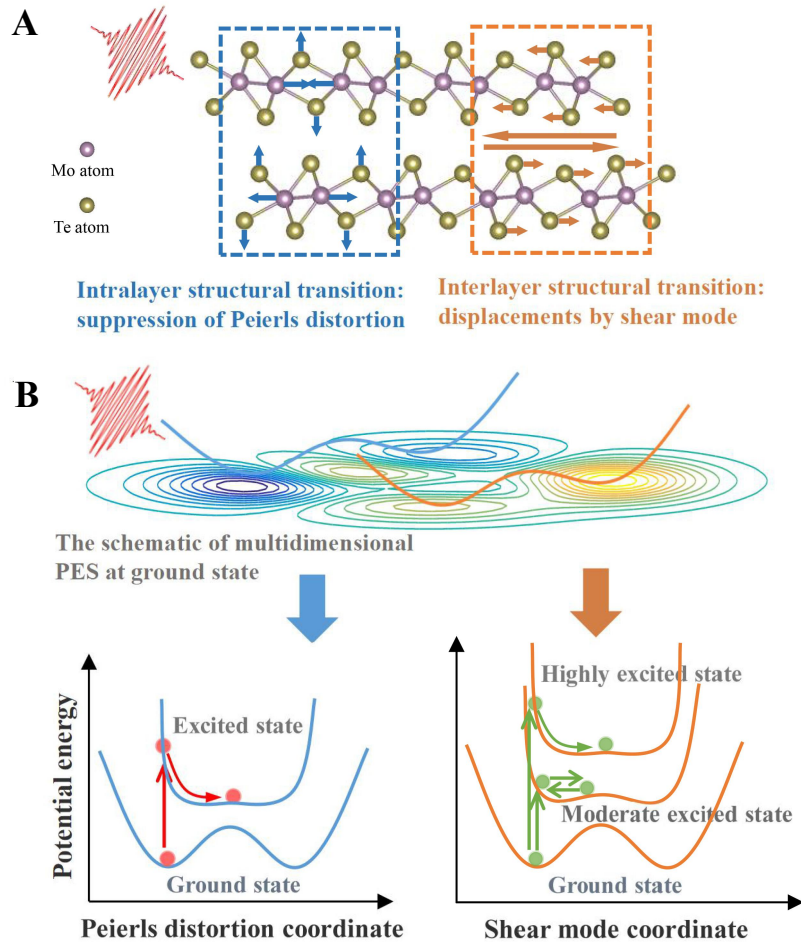 A
Mo atom
Te atom
Intralayer structural transition:
suppression of Peierls distortion
Interlayer structural transition:
displacements by shear mode
B
The schematic of multidimensional
PES at ground state
Potential energy
Excited state
Ground state
Peierls distortion coordinate
Highly excited state
Moderate excited state
Ground state
Shear mode coordinate